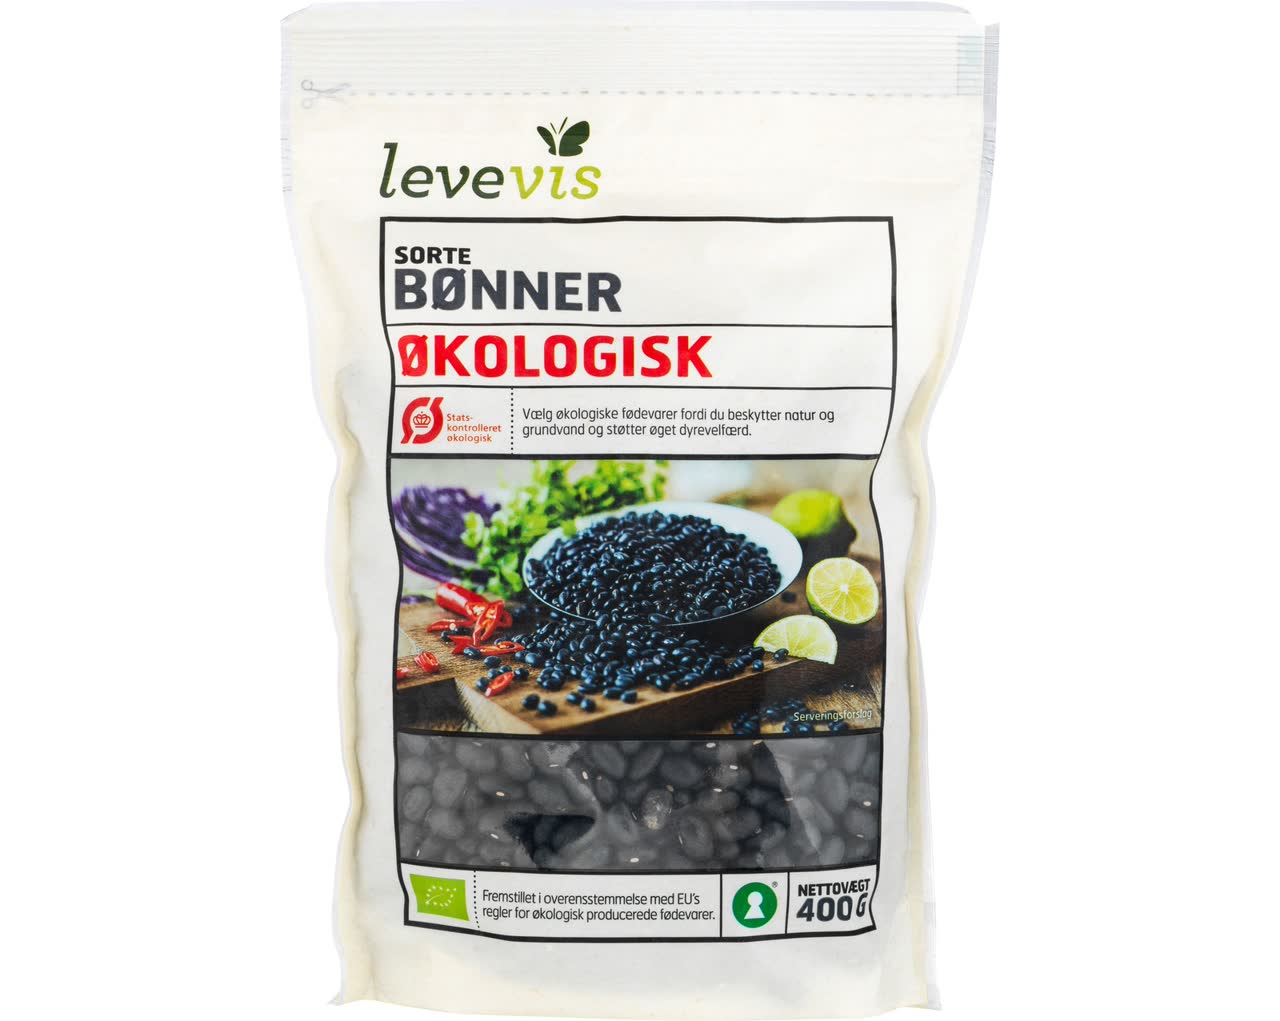 levevis
SORTE
BØNNER
ØKOLOGISK
Stats-
kontrolleret
økologisk
Vælg økologiske fødevarer fordi du beskytter natur og
grundvand og støtter øget dyrevelfærd.
Serveringsforslag
Fremstillet i overensstemmelse med EU's
regler for økologisk producerede fødevarer.
®
NETTOVÆGT
400 G